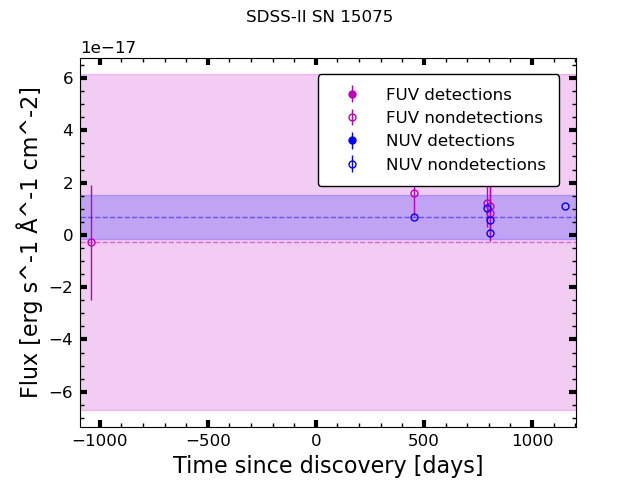 SDSS-II SN 15075
1e−17
FUV detections
FUV nondetections
NUV detections
NUV nondetections
6
4
2
0
−2
−4
−6
Flux [erg s^-1 Å^-1 cm^-2]
−1000 −500 0 500 1000
Time since discovery [days]